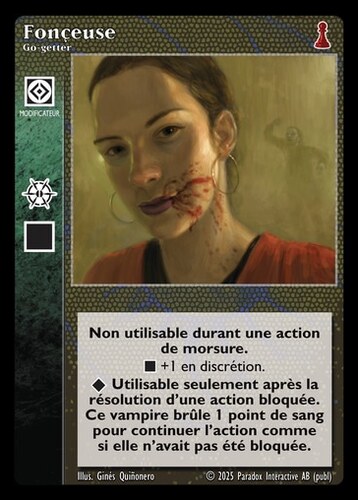 Fonçeuse
Go-getter
MODIFICATEUR
Non utilisable durant une action
de morsure.
+1 en discrétion.
Utilisable seulement après la
résolution d'une action bloquée.
Ce vampire brûle 1 point de sang
pour continuer l'action comme
si elle n'avait pas été bloquée.
Illus. Ginés Quiñonero © 2025 Paradox Interactive AB (publ)